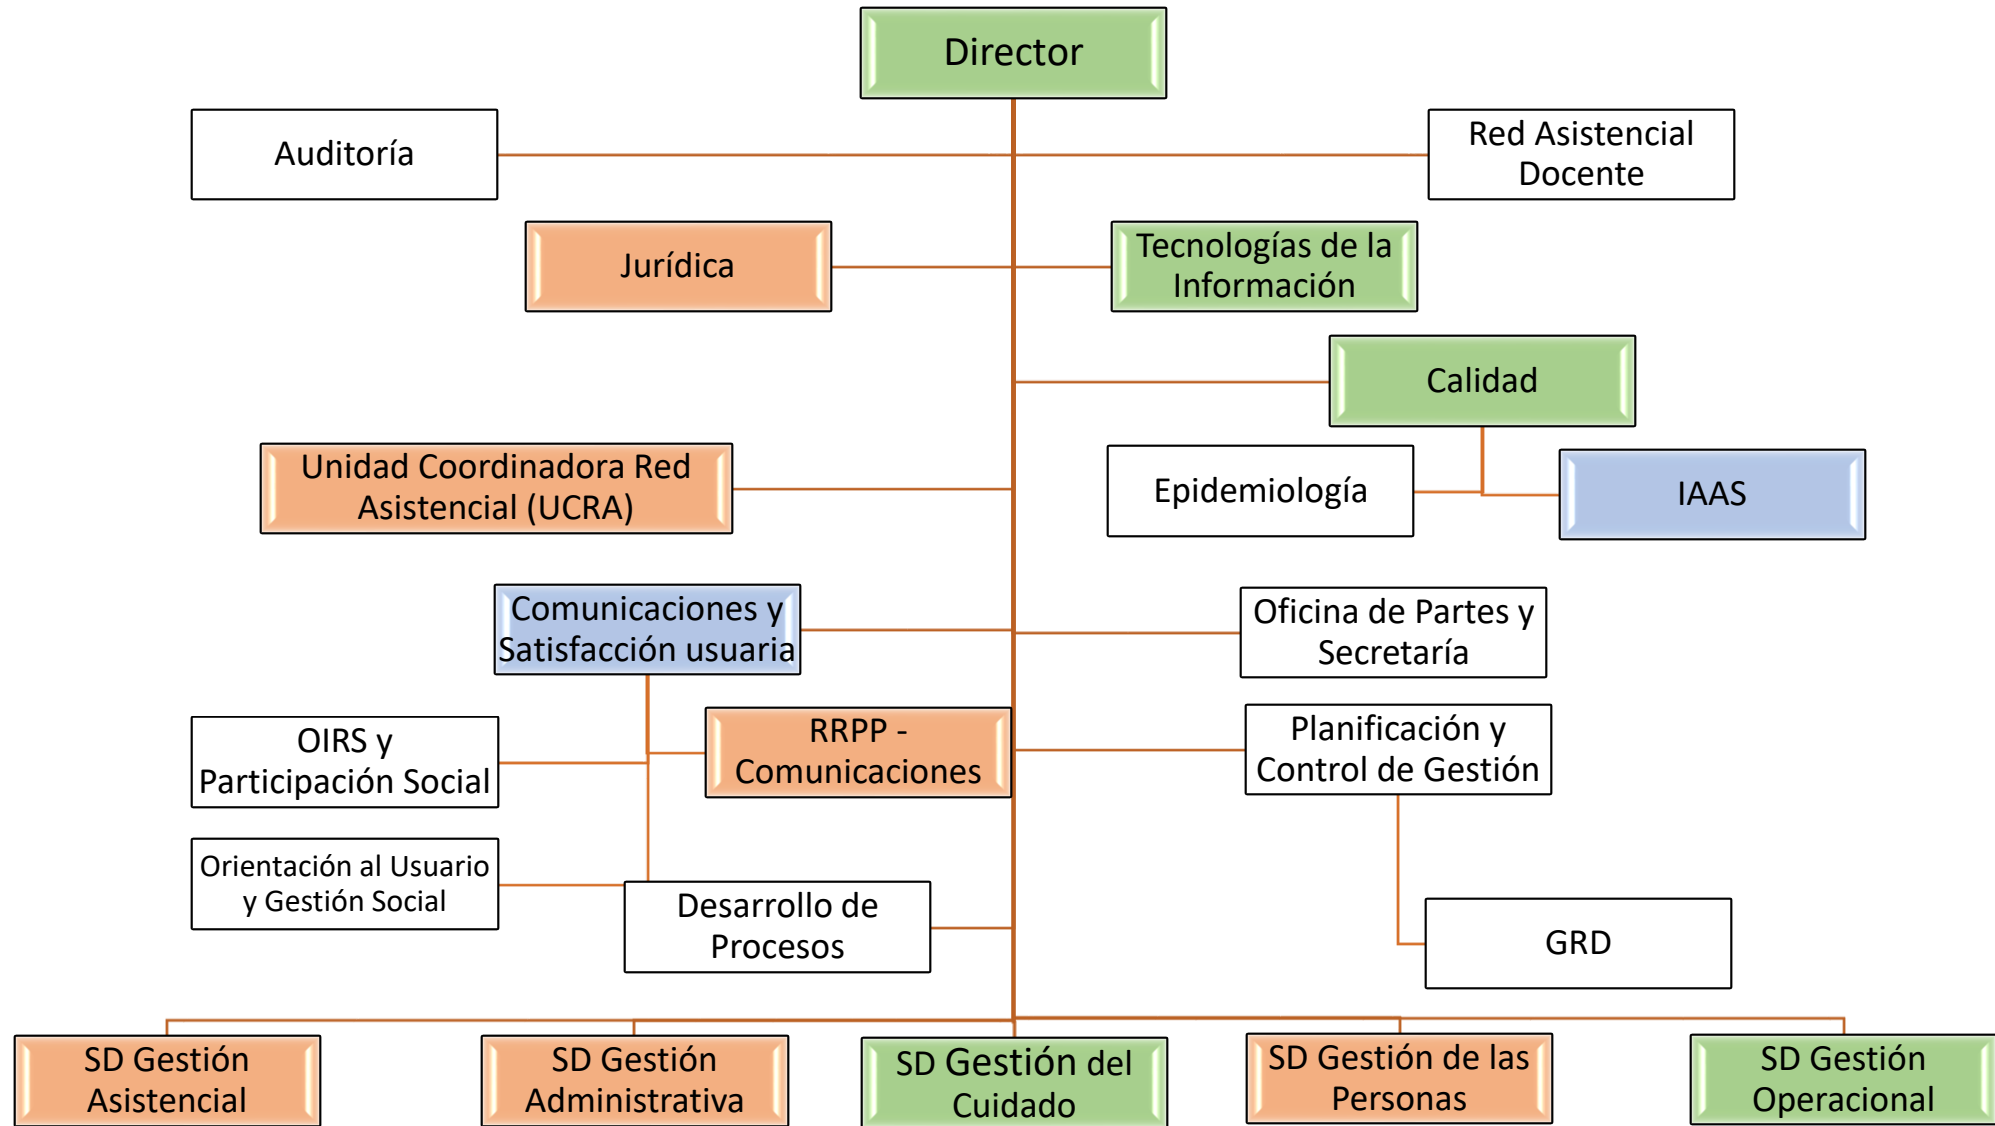 Director
Auditoría
Red Asistencial
Docente
Jurídica
Tecnologías de la
Información
Calidad
Unidad Coordinadora Red
Asistencial (UCRA)
Epidemiología
IAAS
Comunicaciones y
Satisfacción usuaria
Oficina de Partes y
Secretaría
OIRS y
Participación Social
RRPP -
Comunicaciones
Planificación y
Control de Gestión
Orientación al Usuario
y Gestión Social
Desarrollo de
Procesos
GRD
SD Gestión
Asistencial
SD Gestión
Administrativa
SD Gestión del
Cuidado
SD Gestión de las
Personas
SD Gestión
Operacional